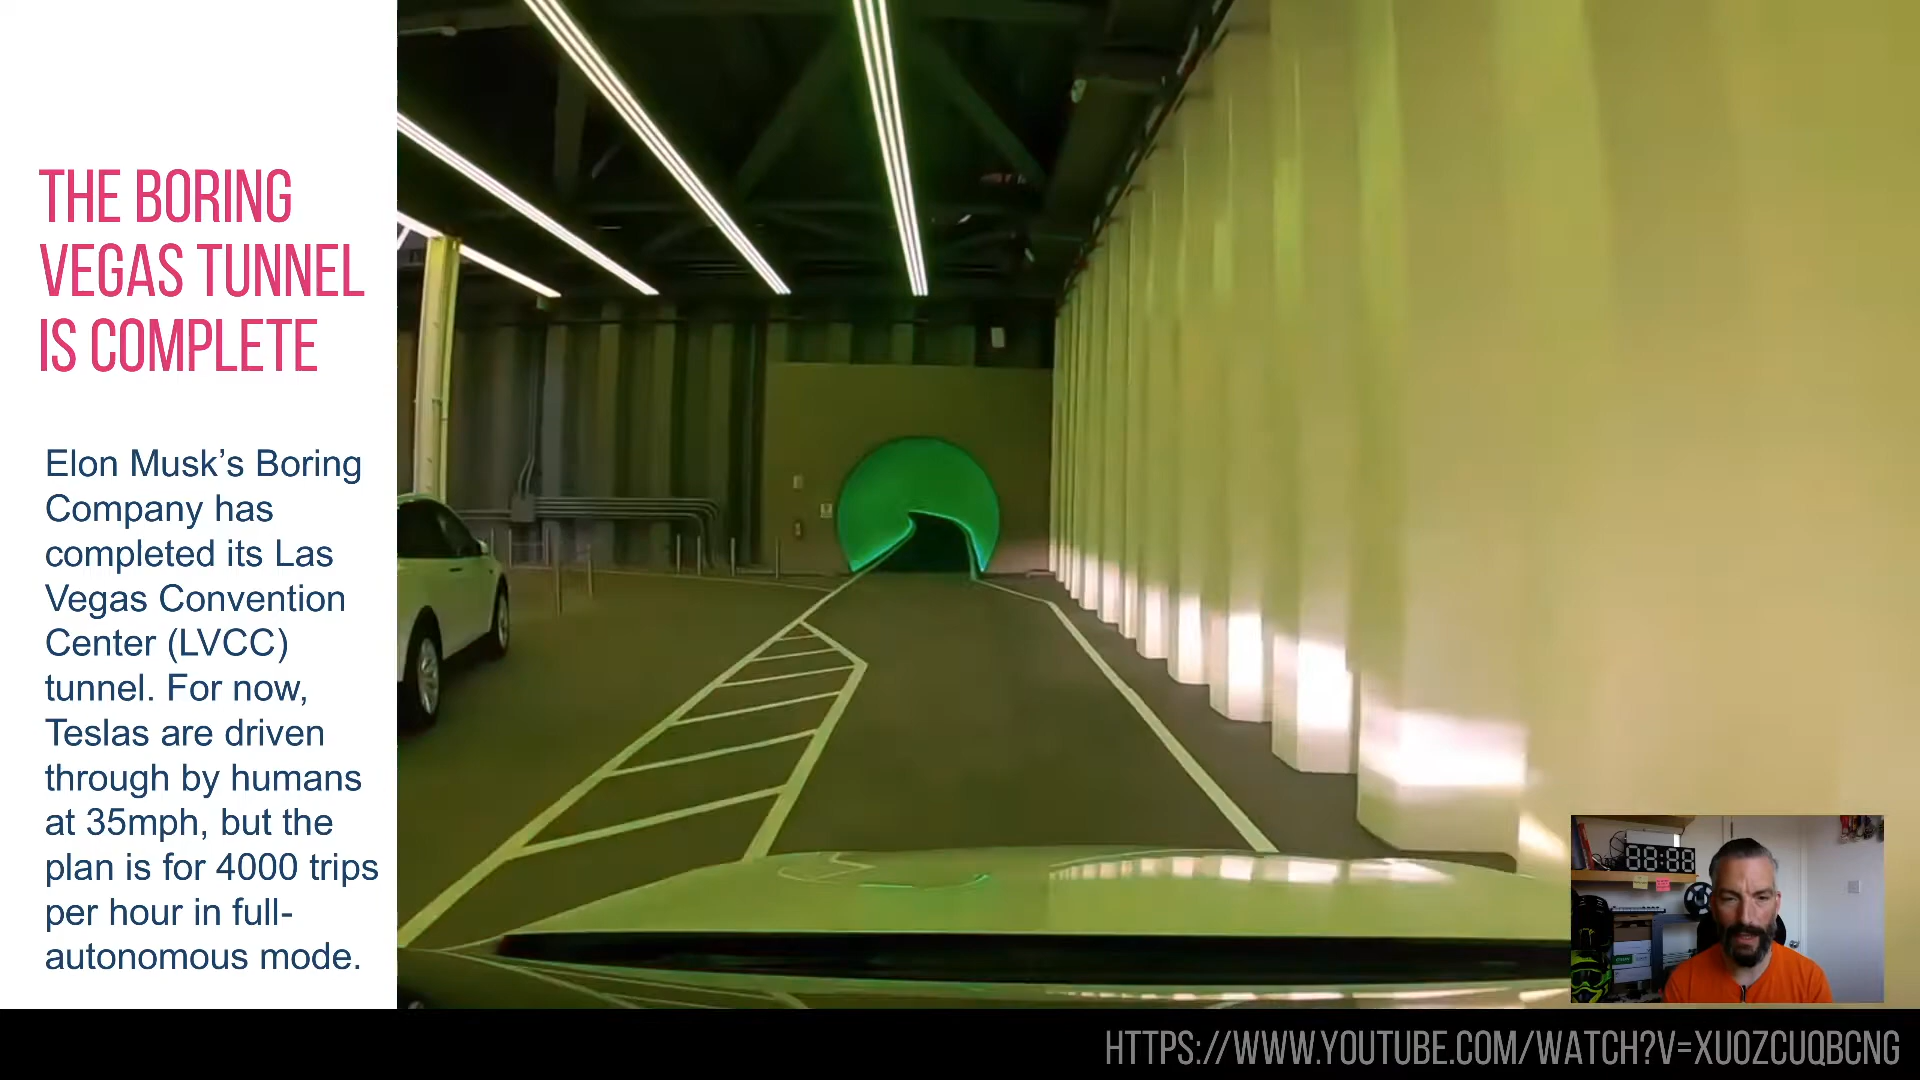 THE BORING
VEGAS TUNNEL
IS COMPLETE
Elon Musk’s Boring
Company has
completed its Las
Vegas Convention
Center (LVCC)
tunnel. For now,
Teslas are driven
through by humans
at 35mph, but the
plan is for 4000 trips
per hour in full-
autonomous mode.
88:88
HTTPS://WWW.YOUTUBE.COM/WATCH?V=XUOZCUQBCNG